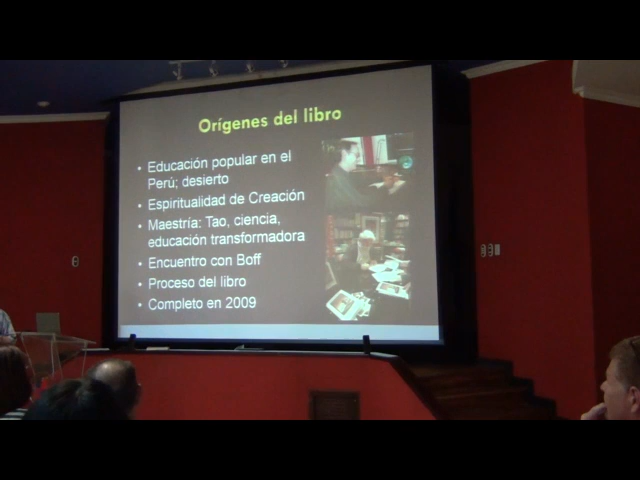 Orígenes del libro
• Educación popular en el
Perú; desierto
• Espiritualidad de Creación
• Maestría: Tao, ciencia,
educación transformadora
• Encuentro con Boff
• Proceso del libro
• Completo en 2009